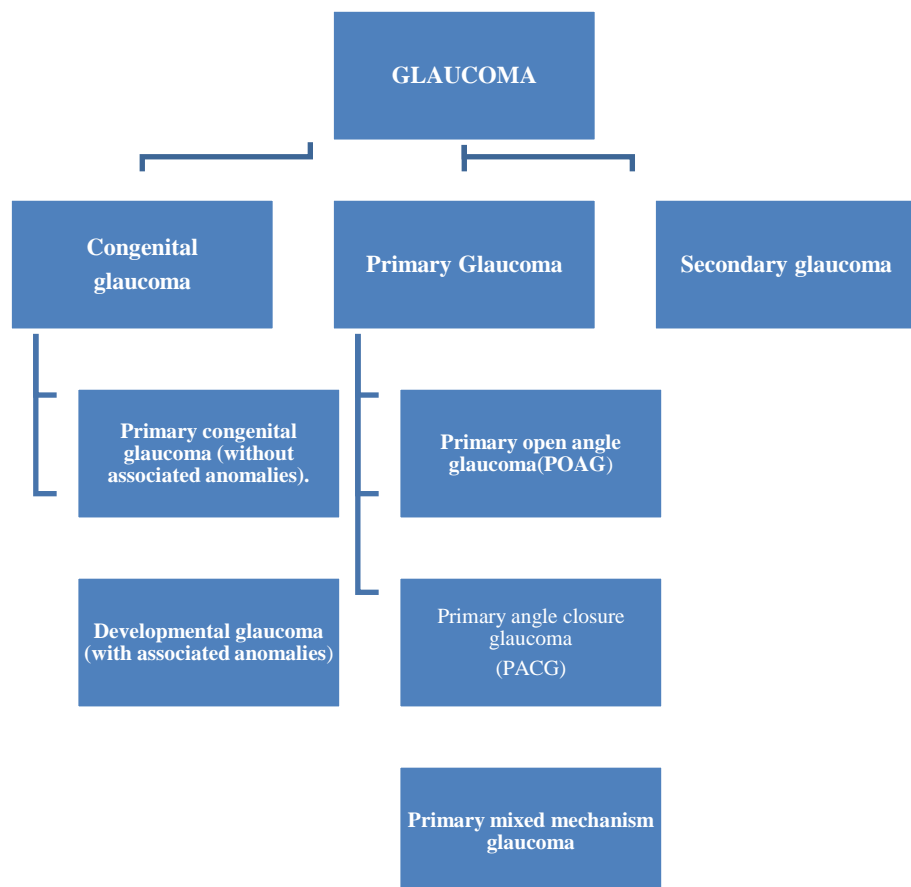 GLAUCOMA
Congenital
glaucoma
Primary Glaucoma
Secondary glaucoma
Primary congenital
glaucoma (without
associated anomalies).
Primary open angle
glaucoma(POAG)
Developmental glaucoma
(with associated anomalies)
Primary angle closure
glaucoma
(PACG)
Primary mixed mechanism
glaucoma